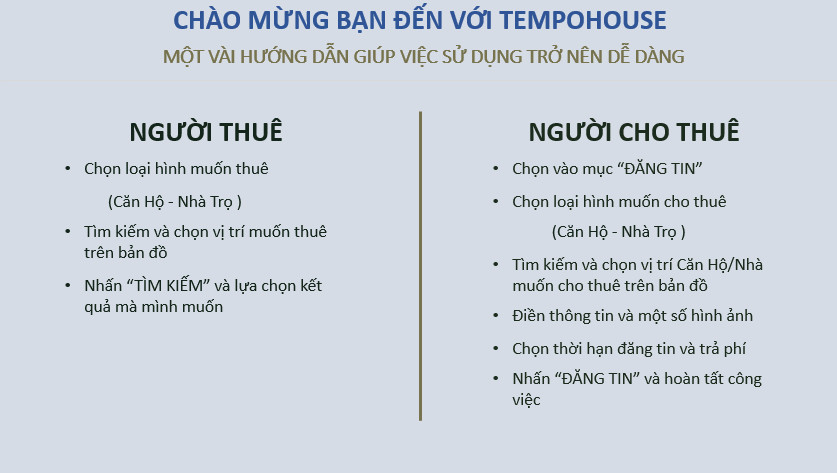 CHÀO MỪNG BẠN ĐẾN VỚI TEMPOHOUSE
MỘT VÀI HƯỚNG DẪN GIÚP VIỆC SỬ DỤNG TRỞ NÊN DỄ DÀNG
NGƯỜI THUÊ
• Chọn loại hình muốn thuê
(Căn Hộ - Nhà Trọ )
• Tìm kiếm và chọn vị trí muốn thuê
trên bản đồ
• Nhấn “TÌM KIẾM” và lựa chọn kết
quả mà mình muốn
NGƯỜI CHO THUÊ
• Chọn vào mục “ĐĂNG TIN”
• Chọn loại hình muốn cho thuê
(Căn Hộ - Nhà Trọ )
• Tìm kiếm và chọn vị trí Căn Hộ/Nhà
muốn cho thuê trên bản đồ
• Điền thông tin và một số hình ảnh
• Chọn thời hạn đăng tin và trả phí
• Nhấn “ĐĂNG TIN” và hoàn tất công
việc